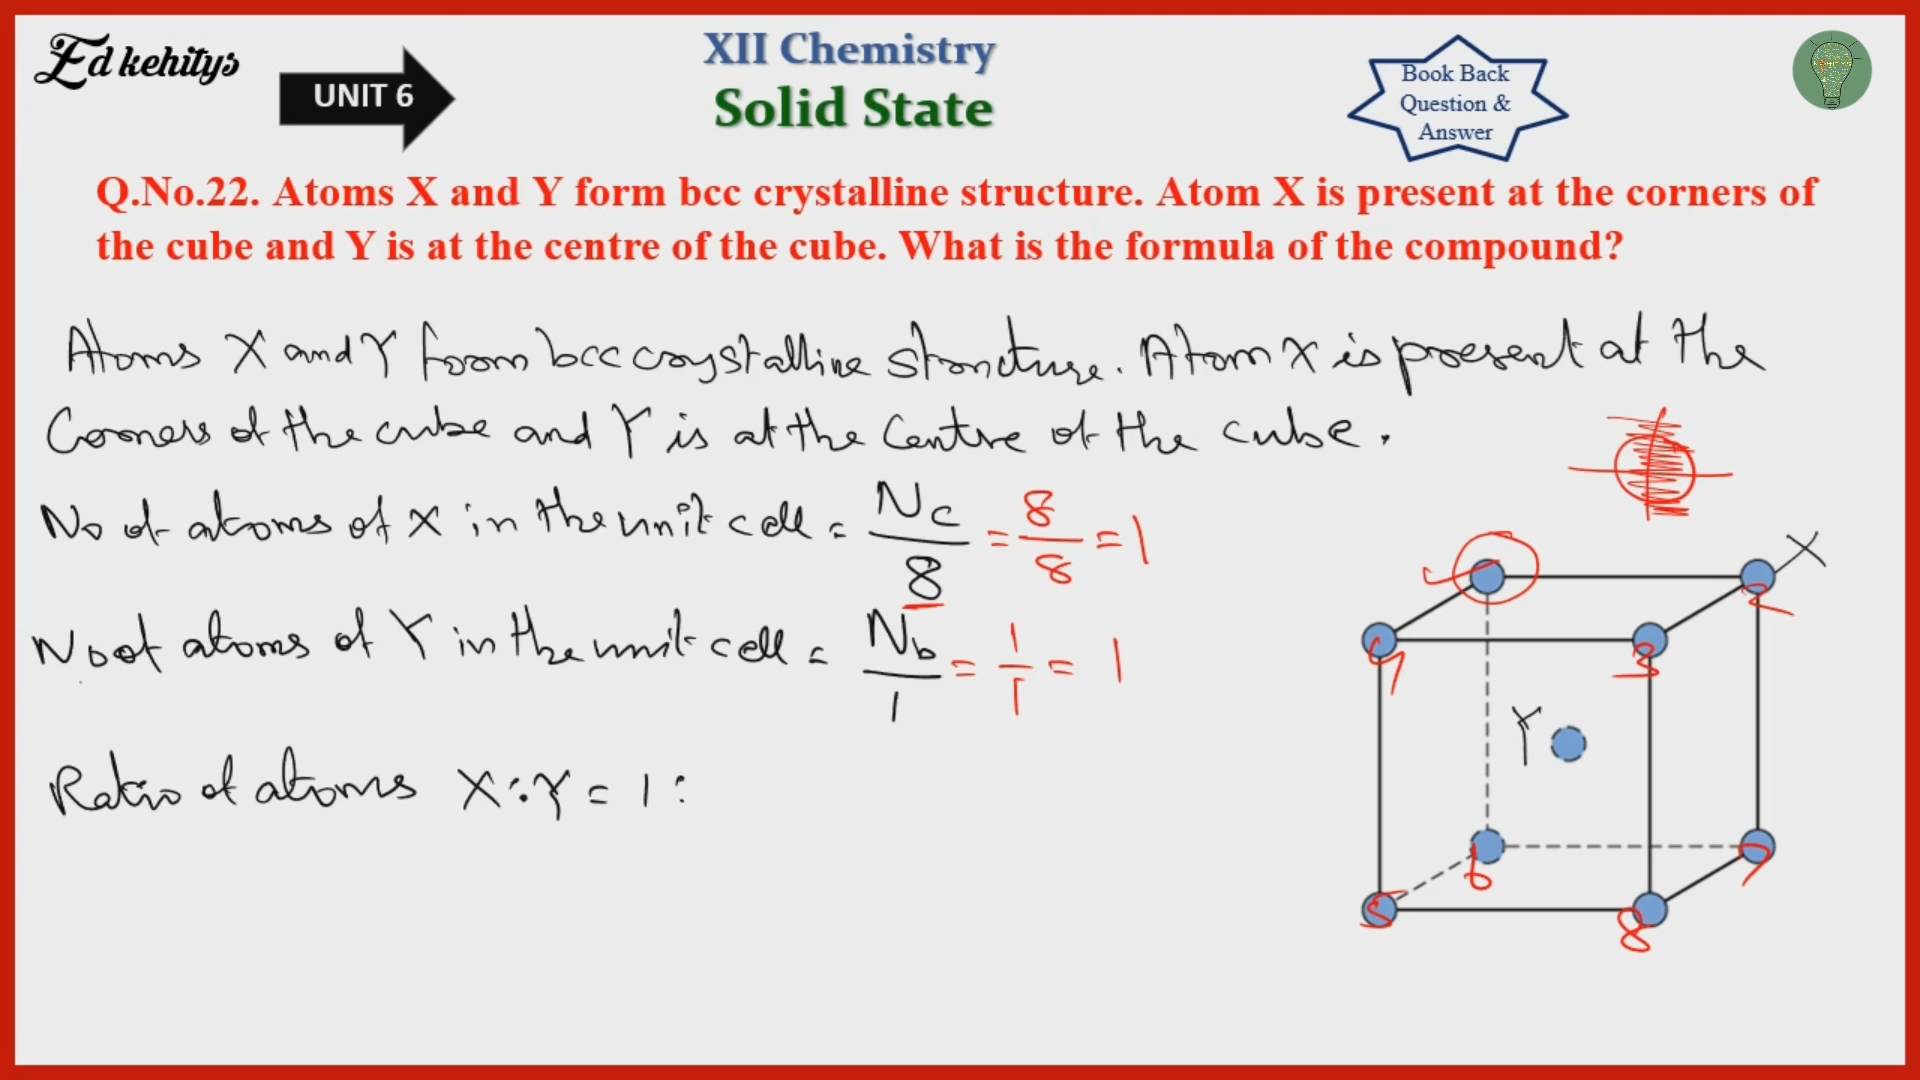 Ed kehitys
UNIT 6
XII Chemistry
Solid State
Book Back
Question &
Answer
Q.No.22. Atoms X and Y form bcc crystalline structure. Atom X is present at the corners of
the cube and Y is at the centre of the cube. What is the formula of the compound?
Atoms X and Y form bcc crystalline structure. Atom X is present at the
Corners of the cube and Y is at the Centre of the cube.
No of atoms of X in the unit cell = Nc/8 = 8/8 = 1
No of atoms of Y in the unit cell = Nb/1 = 1/1 = 1
Ratio of atoms X:Y = 1:
X
2
4
3
Y
6
7
5
8